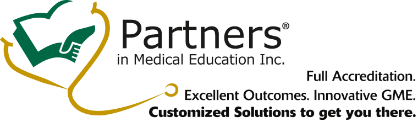 Partners®
in Medical Education Inc.
Full Accreditation.
Excellent Outcomes. Innovative GME.
Customized Solutions to get you there.